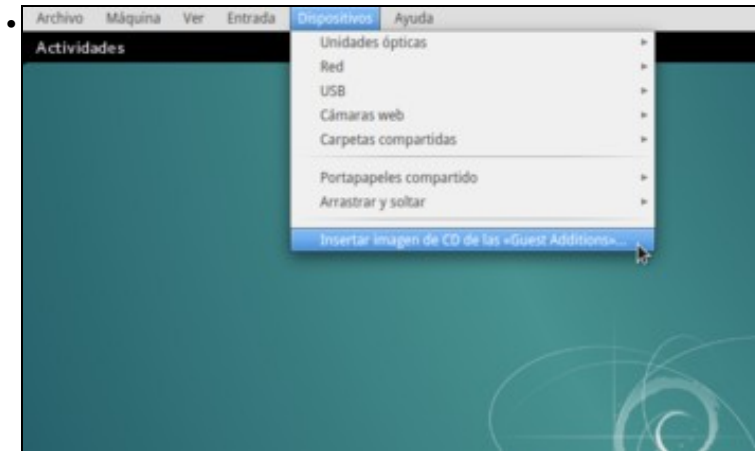 Archivo Máquina Ver Entrada Dispositivos Ayuda
Actividades
Unidades ópticas
Red
USB
Cámaras web
Carpetas compartidas
Portapapeles compartido
Arrastrar y soltar
Insertar imagen de CD de las «Guest Additions»...